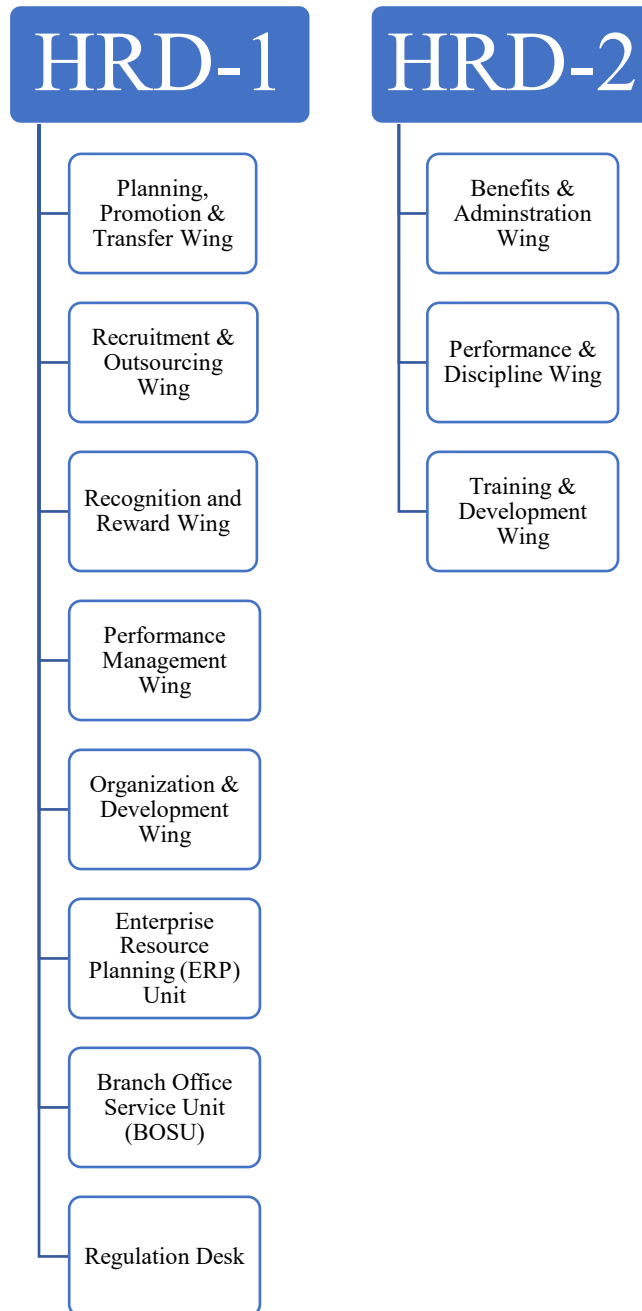 HRD-1
Planning,
Promotion &
Transfer Wing
Recruitment &
Outsourcing
Wing
Recognition and
Reward Wing
Performance
Management
Wing
Organization &
Development
Wing
Enterprise
Resource
Planning (ERP)
Unit
Branch Office
Service Unit
(BOSU)
Regulation Desk
HRD-2
Benefits &
Adminstration
Wing
Performance &
Discipline Wing
Training &
Development
Wing